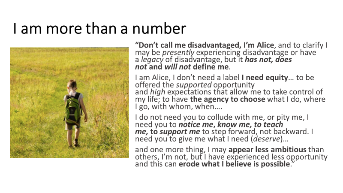 I am more than a number
"Don't call me disadvantaged, I'm Alice, and to clarify I
may be presently experiencing disadvantage or have
a legacy of disadvantage, but it has not, does
not and will not define me.
I am Alice, I don't need a label I need equity… to be
offered the supported opportunity
and high expectations that allow me to take control of
my life; to have the agency to choose what I do, where
I go, with whom, when….
I do not need you to collude with me, or pity me, I
need you to notice me, know me, to teach
me, to support me to step forward, not backward. I
need you to give me what I need (deserve)…
and one more thing, I may appear less ambitious than
others, I'm not, but I have experienced less opportunity
and this can erode what I believe is possible."